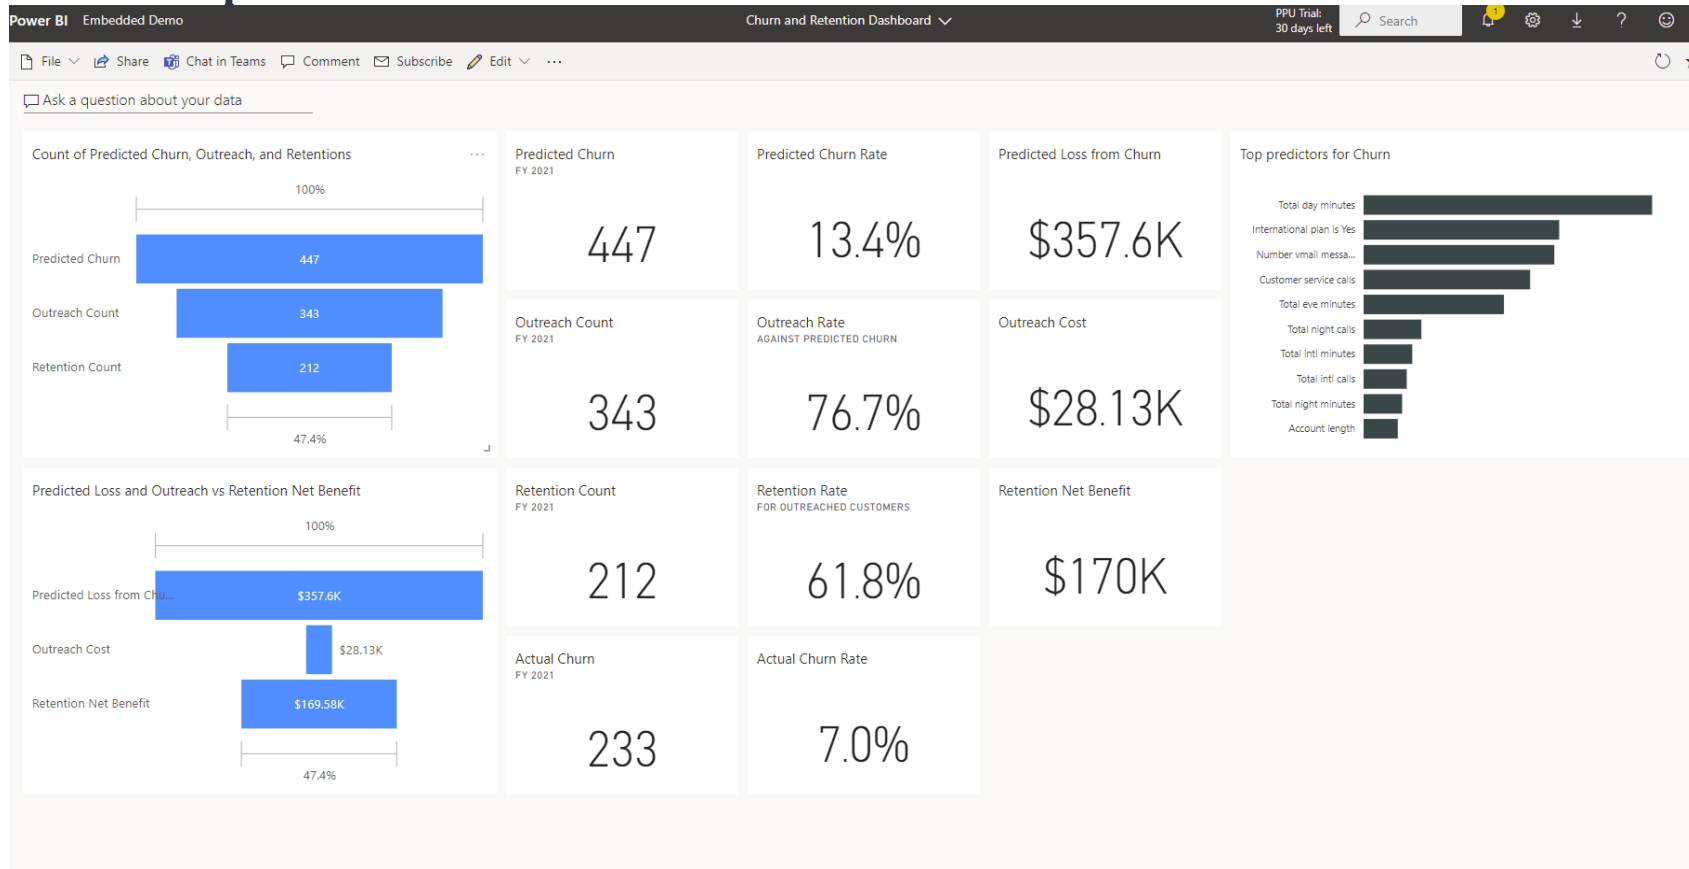 Power BI Embedded Demo
Churn and Retention Dashboard
PPU Trial:
30 days left
Search
1
File Share Chat in Teams Comment Subscribe Edit ...
Ask a question about your data
Count of Predicted Churn, Outreach, and Retentions
100%
Predicted Churn 447
Outreach Count 343
Retention Count 212
47.4%
Predicted Churn
FY 2021
447
Predicted Churn Rate
13.4%
Predicted Loss from Churn
$357.6K
Top predictors for Churn
Total day minutes
International plan is Yes
Number vmail messa...
Customer service calls
Total eve minutes
Total night calls
Total intl minutes
Total intl calls
Total night minutes
Account length
Outreach Count
FY 2021
343
Outreach Rate
AGAINST PREDICTED CHURN
76.7%
Outreach Cost
$28.13K
Predicted Loss and Outreach vs Retention Net Benefit
100%
Predicted Loss from Chu... $357.6K
Outreach Cost $28.13K
Retention Net Benefit $169.58K
47.4%
Retention Count
FY 2021
212
Retention Rate
FOR OUTREACHED CUSTOMERS
61.8%
Retention Net Benefit
$170K
Actual Churn
FY 2021
233
Actual Churn Rate
7.0%